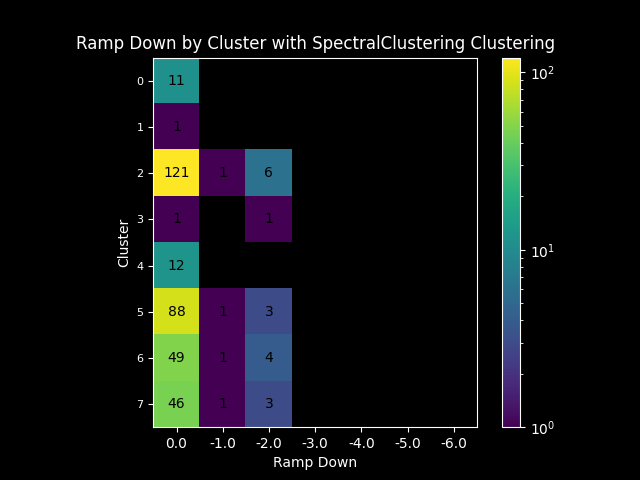 Ramp Down by Cluster with SpectralClustering Clustering
0 11
1 1
2 121 1 6
3 1 1
4 12
5 88 1 3
6 49 1 4
7 46 1 3
0.0 -1.0 -2.0 -3.0 -4.0 -5.0 -6.0
Ramp Down
Cluster
10²
10¹
10⁰